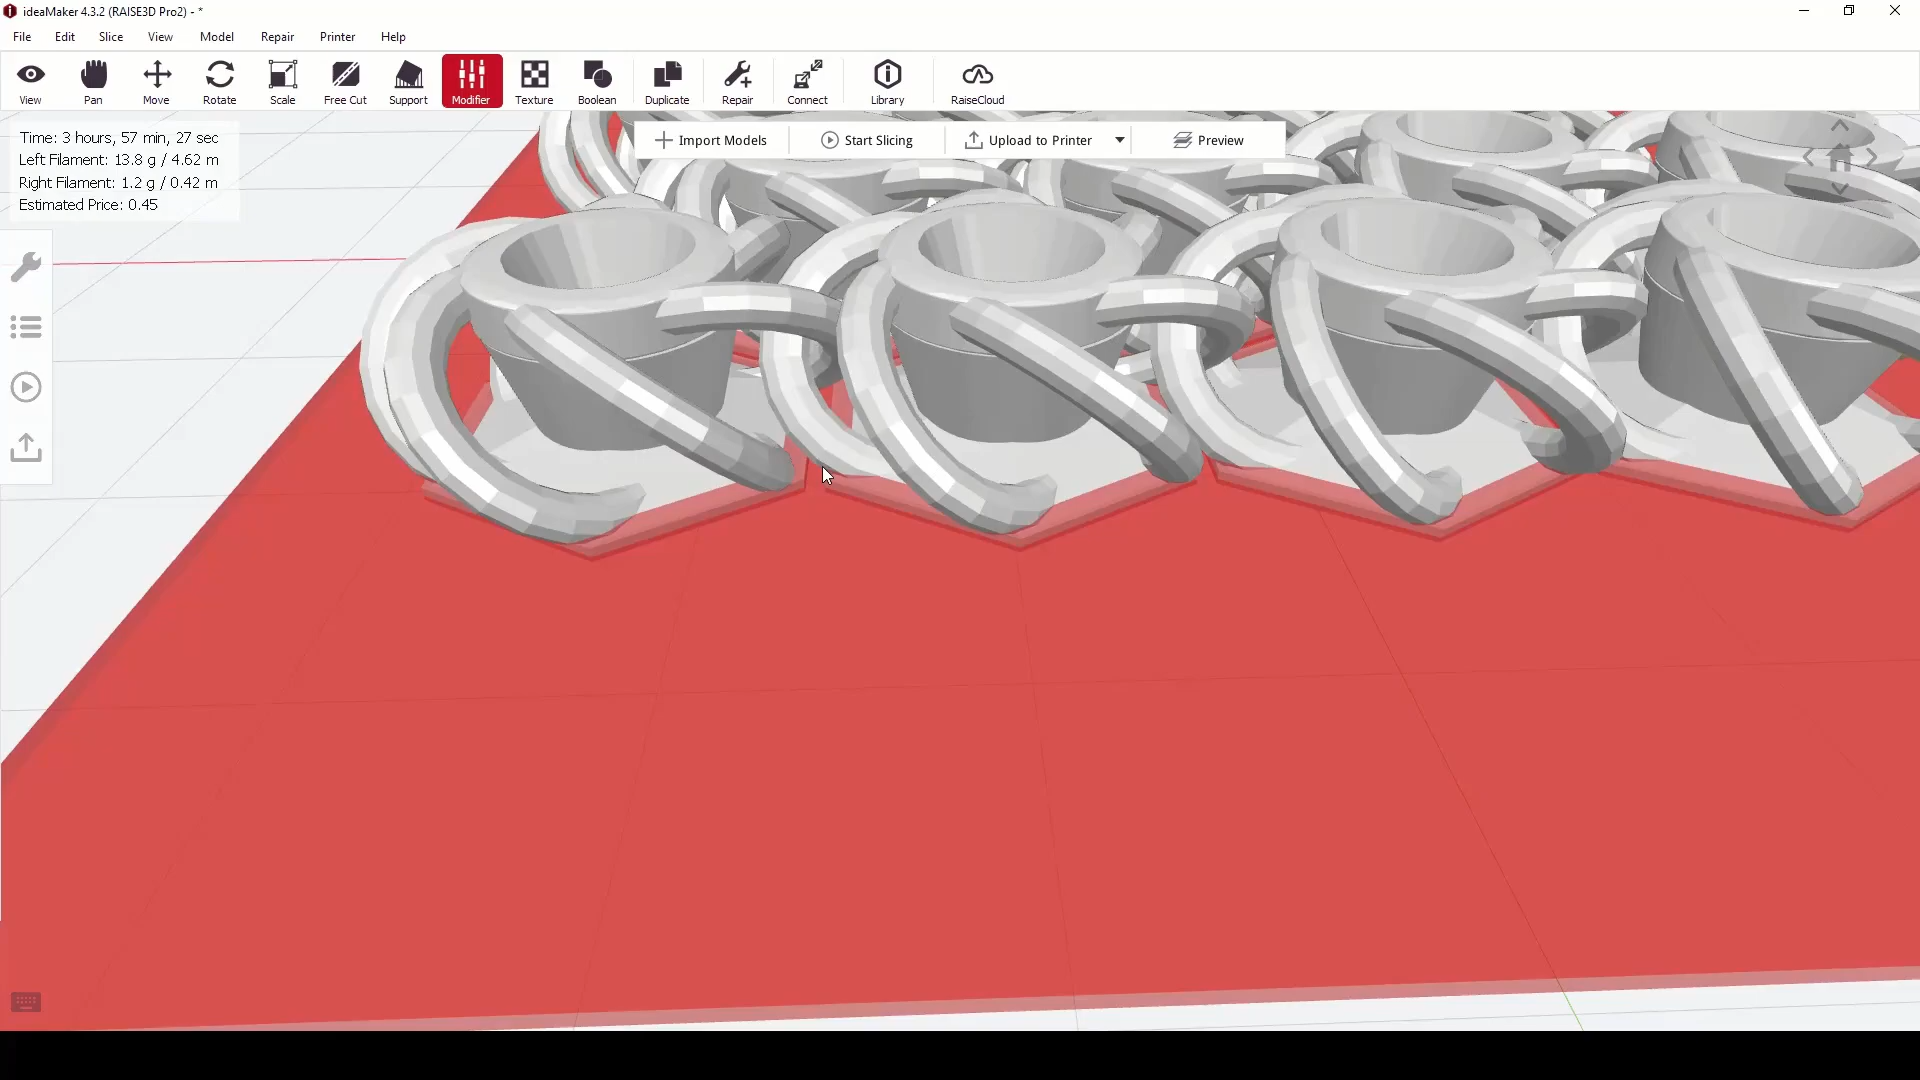 ideaMaker 4.3.2 (RAISE3D Pro2) - *
File Edit Slice View Model Repair Printer Help
View Pan Move Rotate Scale Free Cut Support Modifier Texture Boolean Duplicate Repair Connect Library RaiseCloud
Import Models Start Slicing Upload to Printer Preview
Time: 3 hours, 57 min, 27 sec
Left Filament: 13.8 g / 4.62 m
Right Filament: 1.2 g / 0.42 m
Estimated Price: 0.45